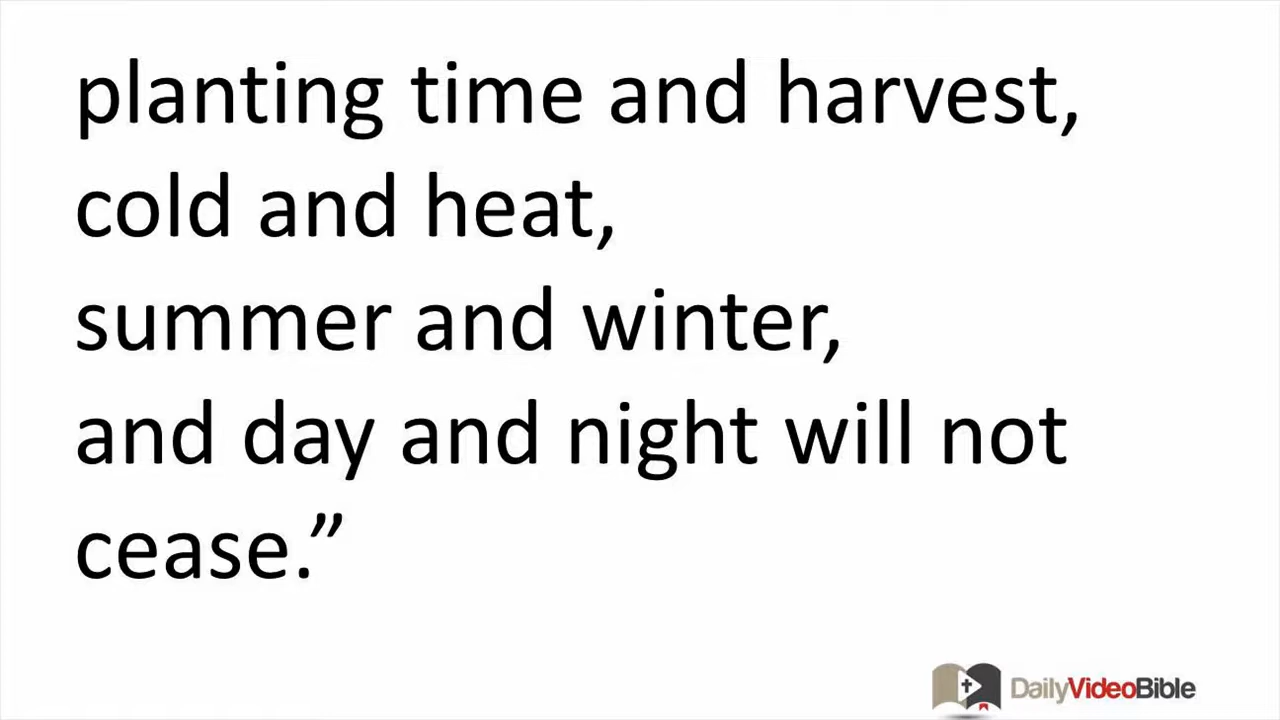 planting time and harvest,
cold and heat,
summer and winter,
and day and night will not
cease.”
DailyVideoBible